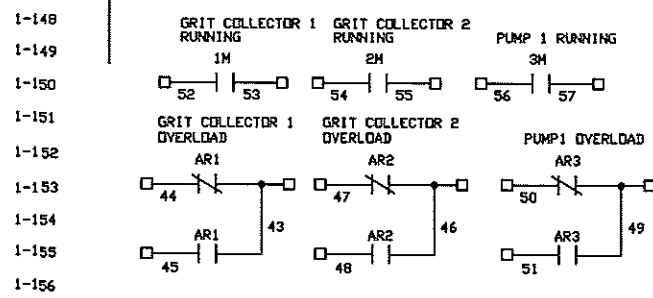 1-148
GRIT COLLECTOR 1 GRIT COLLECTOR 2
RUNNING RUNNING PUMP 1 RUNNING
1-149
1M 2M 3M
1-150
52 53 54 55 56 57
1-151
GRIT COLLECTOR 1 GRIT COLLECTOR 2
OVERLOAD OVERLOAD PUMP1 OVERLOAD
1-152
AR1 AR2 AR3
1-153
44 47 50
1-154
43 46 49
AR1 AR2 AR3
1-155
45 48 51
1-156